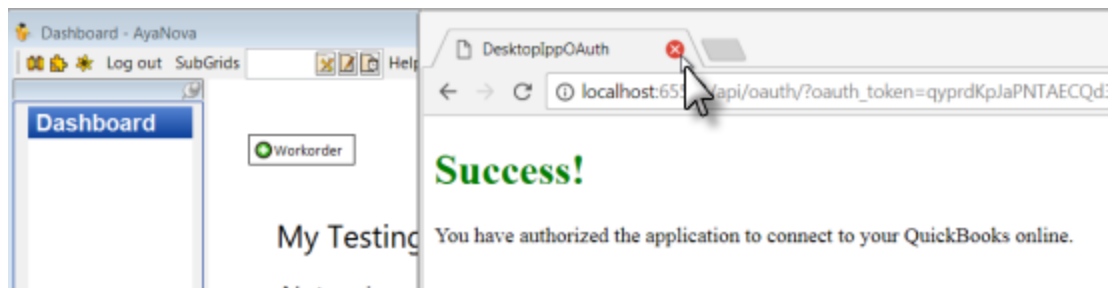 Dashboard - AyaNova
Log out SubGrids Help
Dashboard
Workorder
My Testing
DesktopIppOAuth
localhost:65 /api/oauth/?oauth_token=qyprdKpJaPNTAECQd
Success!
You have authorized the application to connect to your QuickBooks online.